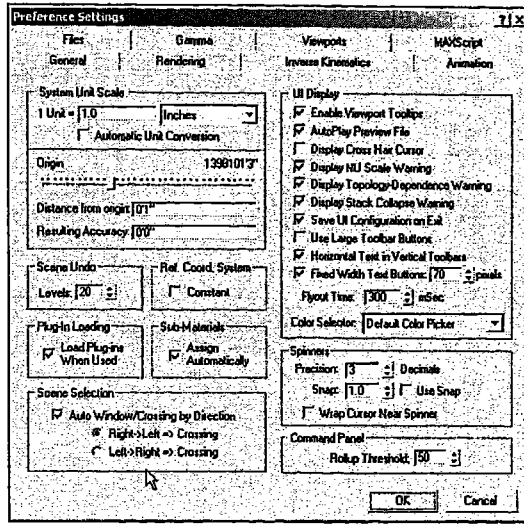 Preference Settings
Files Gamma Viewports MAXScript
General Rendering Inverse Kinematics Animation
System Unit Scale
1 Unit = 1.0 Inches
Automatic Unit Conversion
Origin 1398101'3"
Distance from origin: 0'1"
Resulting Accuracy: 0'0"
Scene Undo
Levels: 20
Ref. Coord. System
Constant
Plug-In Loading
Load Plug-ins
When Used
Sub-Materials
Assign
Automatically
Scene Selection
Auto Window/Crossing by Direction
Right->Left => Crossing
Left->Right => Crossing
UI Display
Enable Viewport Tooltips
AutoPlay Preview File
Display Cross Hair Cursor
Display NU Scale Warning
Display Topology-Dependence Warning
Display Stack Collapse Warning
Save UI Configuration on Exit
Use Large Toolbar Buttons
Horizontal Text in Vertical Toolbars
Fixed Width Text Buttons: 70 pixels
Flyout Time: 300 mSec
Color Selector: Default Color Picker
Spinners
Precision: 3 Decimals
Snap: 1.0 Use Snap
Wrap Cursor Near Spinner
Command Panel
Rollup Threshold: 50
OK Cancel